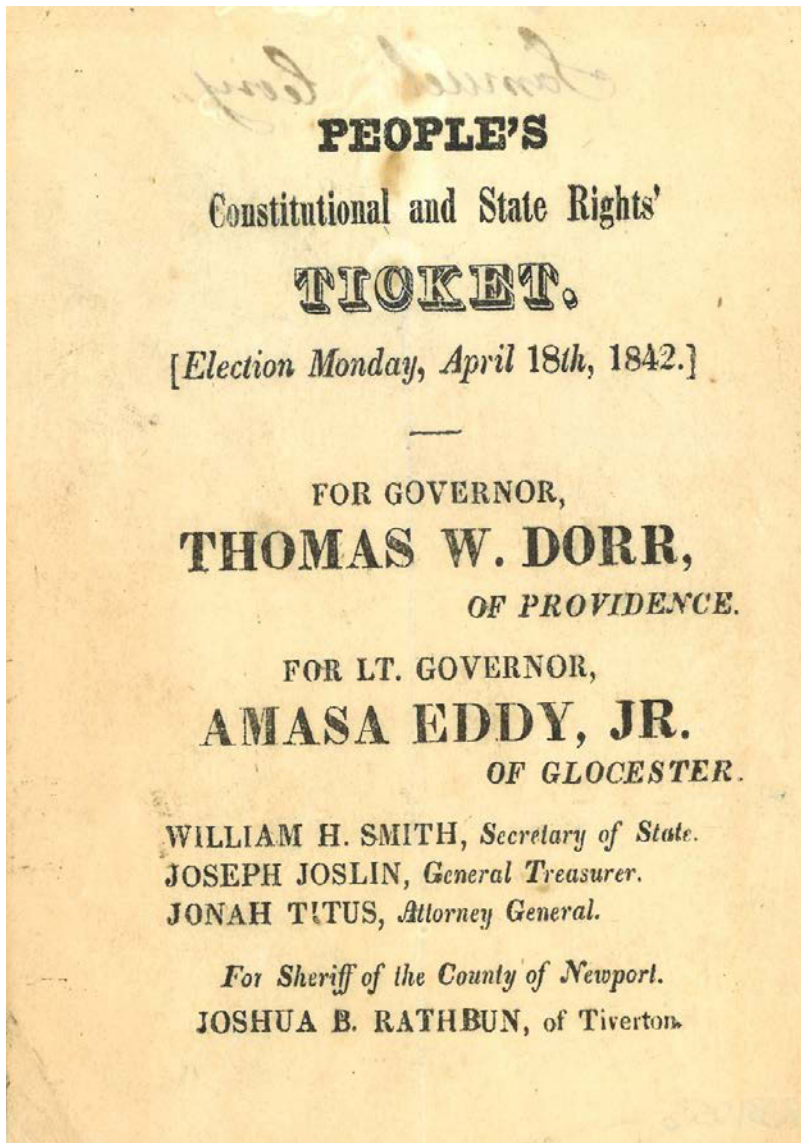 PEOPLE'S
Constitutional and State Rights'
TICKET.
[Election Monday, April 18th, 1842.]
FOR GOVERNOR,
THOMAS W. DORR,
OF PROVIDENCE.
FOR LT. GOVERNOR,
AMASA EDDY, JR.
OF GLOCESTER.
WILLIAM H. SMITH, Secretary of State.
JOSEPH JOSLIN, General Treasurer.
JONAH TITUS, Attorney General.
For Sheriff of the County of Newport.
JOSHUA B. RATHBUN, of Tiverton.